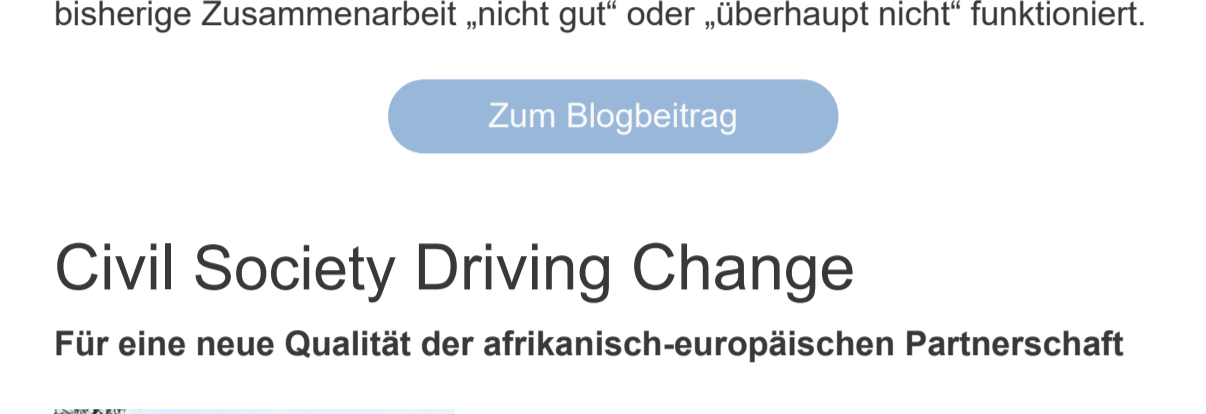 bisherige Zusammenarbeit „nicht gut“ oder „überhaupt nicht“ funktioniert.
Zum Blogbeitrag
Civil Society Driving Change
Für eine neue Qualität der afrikanisch-europäischen Partnerschaft